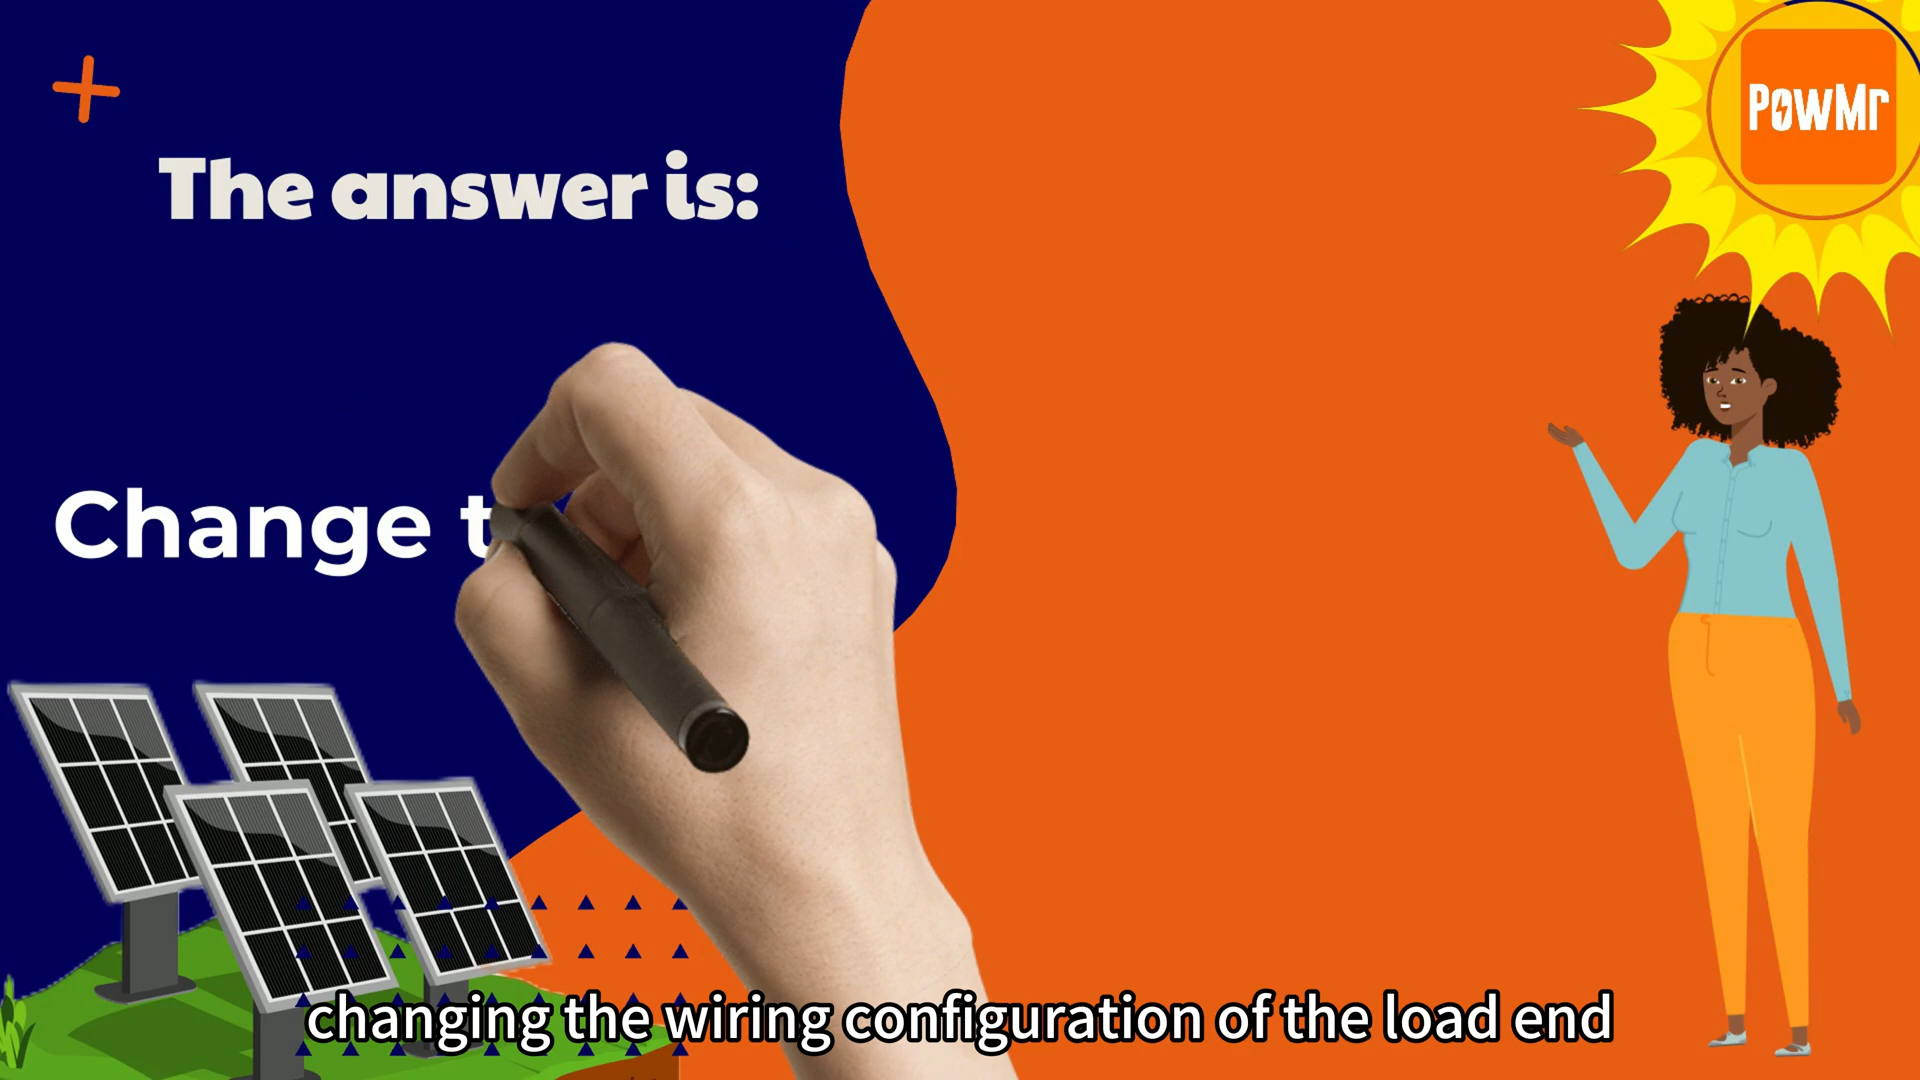 PowMr
The answer is:
Change t
changing the wiring configuration of the load end